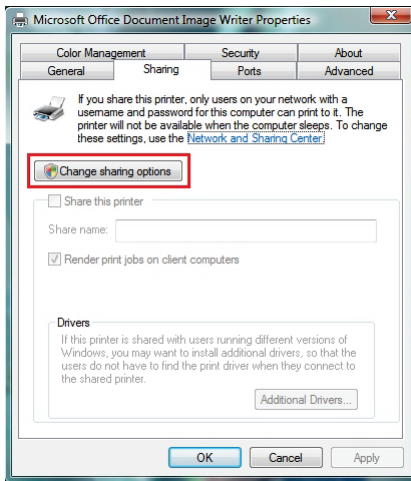 Microsoft Office Document Image Writer Properties
Color Management Security About
General Sharing Ports Advanced
If you share this printer, only users on your network with a
username and password for this computer can print to it. The
printer will not be available when the computer sleeps. To change
these settings, use the Network and Sharing Center.
Change sharing options
Share this printer
Share name:
Render print jobs on client computers
Drivers
If this printer is shared with users running different versions of
Windows, you may want to install additional drivers, so that the
users do not have to find the print driver when they connect to
the shared printer.
Additional Drivers...
OK Cancel Apply